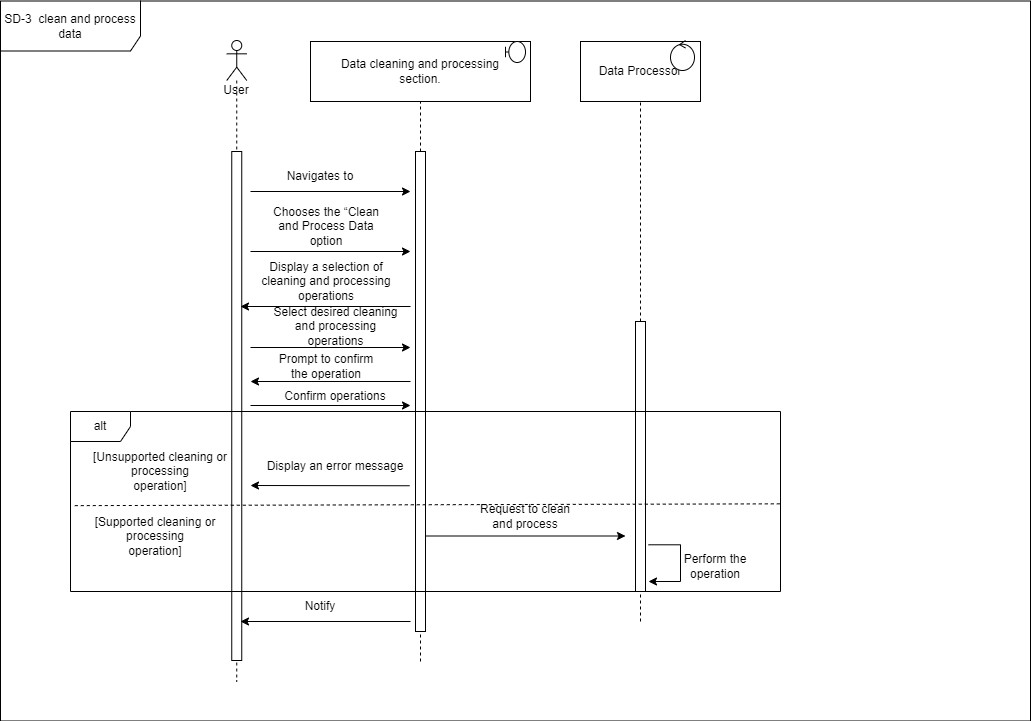 SD-3 clean and process
data
User
Data cleaning and processing
section.
Data Processor
Navigates to
Chooses the “Clean
and Process Data
option
Display a selection of
cleaning and processing
operations
Select desired cleaning
and processing
operations
Prompt to confirm
the operation
Confirm operations
alt
[Unsupported cleaning or
processing
operation]
Display an error message
[Supported cleaning or
processing
operation]
Request to clean
and process
Perform the
operation
Notify